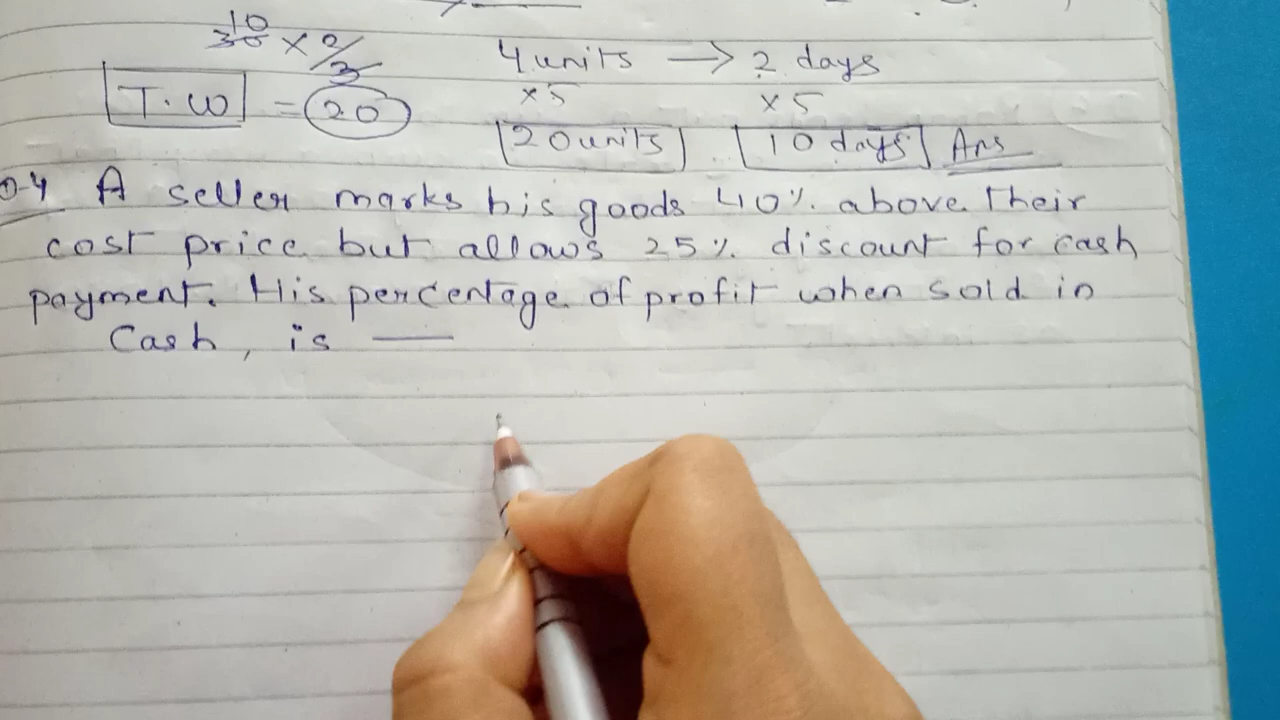 10
30 × 2/3
4 units → 2 days
×5 ×5
T.W = 20
20 units 10 days Ans
Q-4 A seller marks his goods 40% above their
cost price but allows 25% discount for cash
payment. His percentage of profit when sold in
Cash, is —